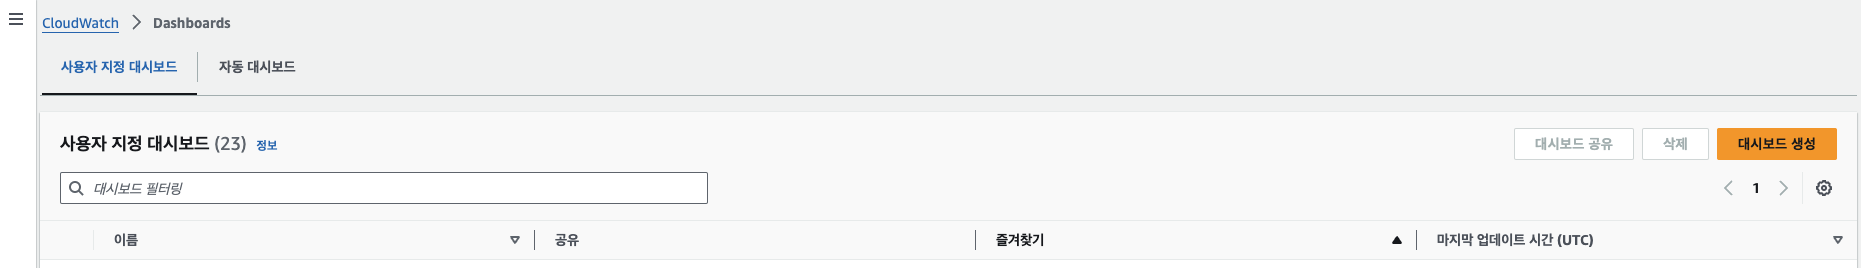 CloudWatch > Dashboards
사용자 지정 대시보드 자동 대시보드
사용자 지정 대시보드 (23) 정보 대시보드 공유 삭제 대시보드 생성
대시보드 필터링 1
이름 공유 즐겨찾기 마지막 업데이트 시간 (UTC)